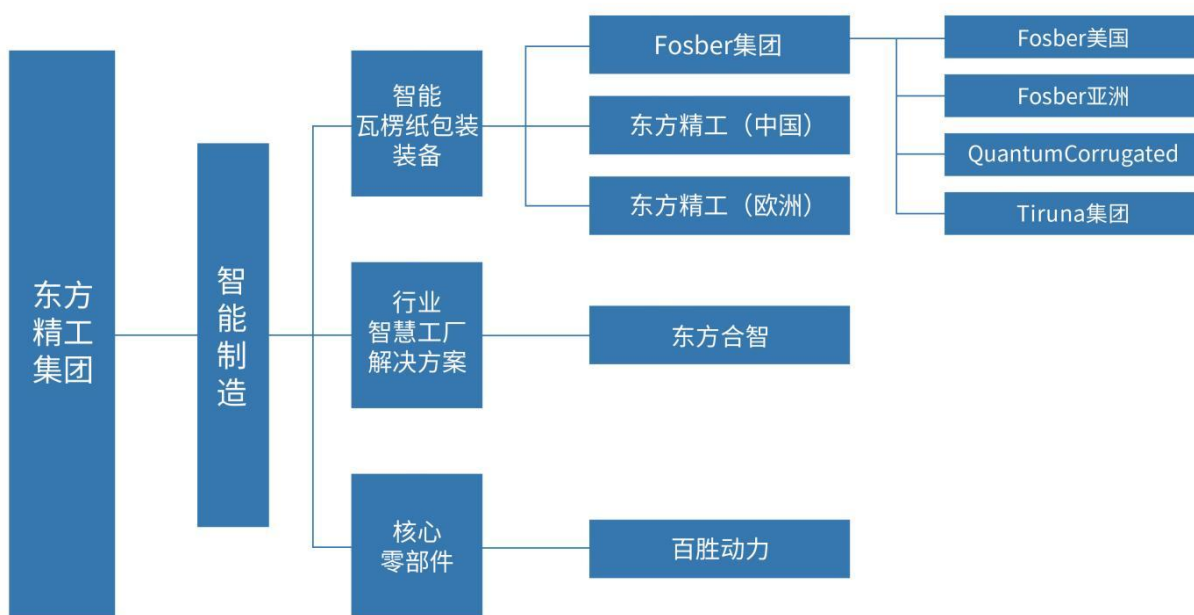 东方
精工
集团
智
能
制
造
智能
瓦楞纸包装
装备
Fosber集团
东方精工（中国）
东方精工（欧洲）
Fosber美国
Fosber亚洲
QuantumCorrugated
Tiruna集团
行业
智慧工厂
解决方案
东方合智
核心
零部件
百胜动力